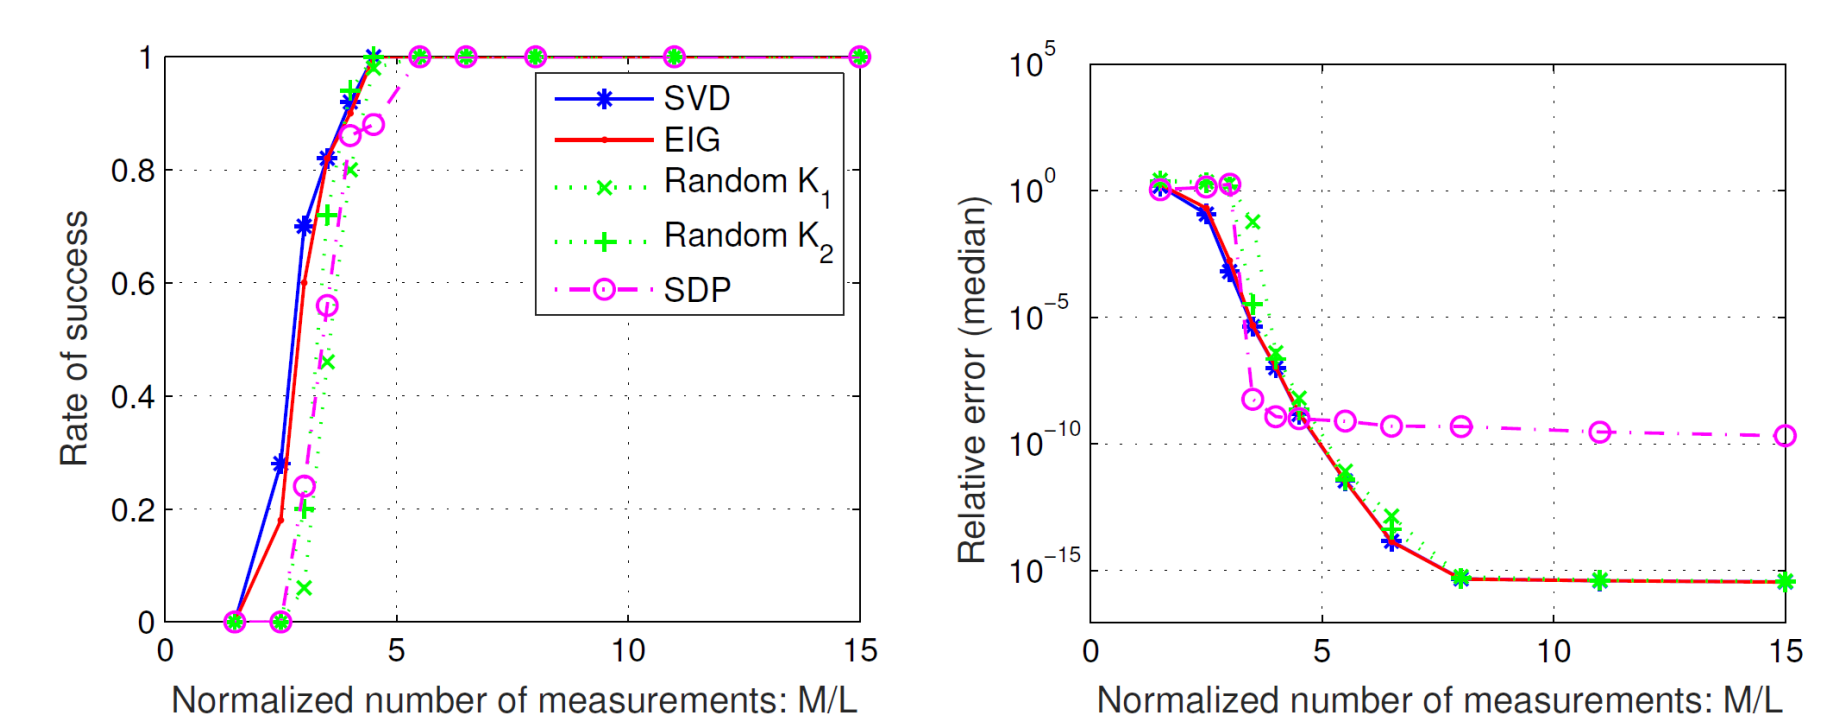 1
0.8
0.6
0.4
0.2
0
0 5 10 15
Rate of success
Normalized number of measurements: M/L
SVD
EIG
Random K1
Random K2
SDP
10^5
10^0
10^−5
10^−10
10^−15
0 5 10 15
Relative error (median)
Normalized number of measurements: M/L